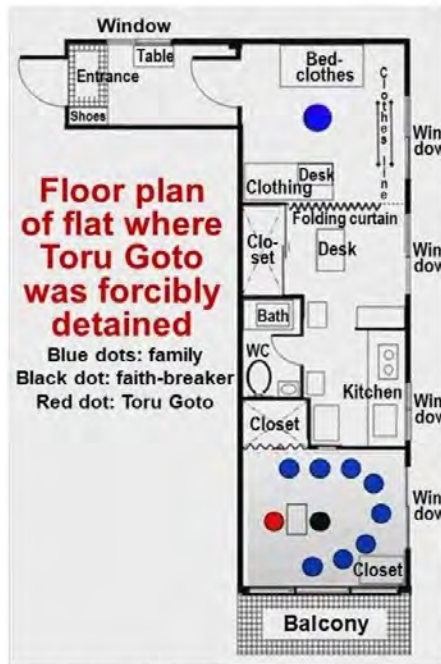 Window
Table
Entrance
Shoes
Bed-
clothes
Clothes line
Win
dow
Desk
Clothing
Folding curtain
Floor plan
of flat where
Toru Goto
was forcibly
detained
Blue dots: family
Black dot: faith-breaker
Red dot: Toru Goto
Clo-
set
Desk
Win
dow
Bath
WC
Kitchen
Win
dow
Closet
Win
dow
Closet
Balcony